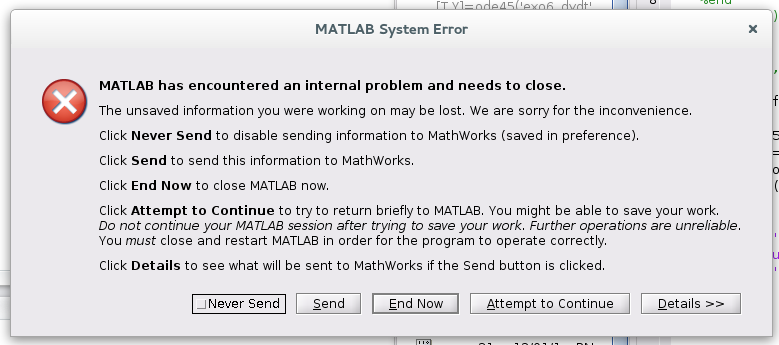 [T,Y]=ode45('exo6_dydt'
8
%end
MATLAB System Error
MATLAB has encountered an internal problem and needs to close.
The unsaved information you were working on may be lost. We are sorry for the inconvenience.
Click Never Send to disable sending information to MathWorks (saved in preference).
Click Send to send this information to MathWorks.
Click End Now to close MATLAB now.
Click Attempt to Continue to try to return briefly to MATLAB. You might be able to save your work.
Do not continue your MATLAB session after trying to save your work. Further operations are unreliable.
You must close and restart MATLAB in order for the program to operate correctly.
Click Details to see what will be sent to MathWorks if the Send button is clicked.
Never Send Send End Now Attempt to Continue Details >>